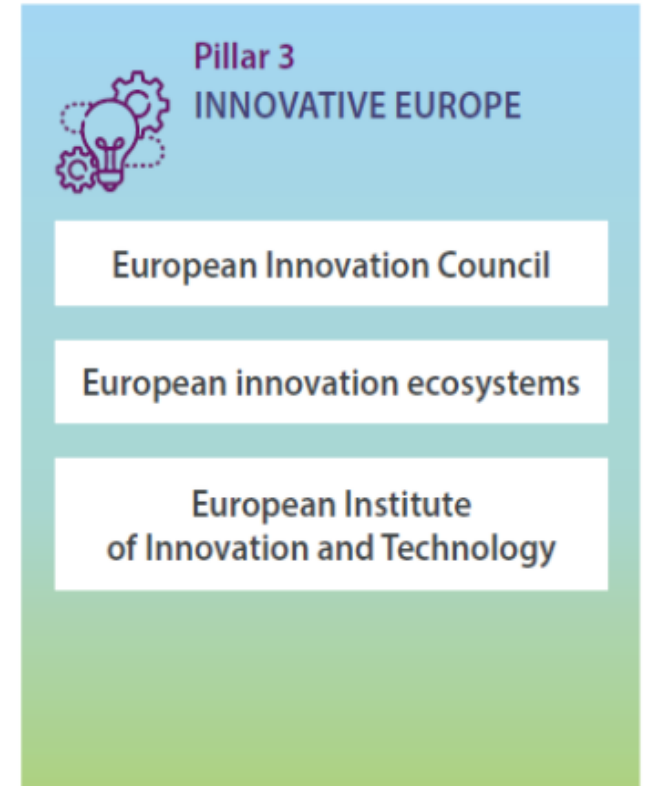 Pillar 3
INNOVATIVE EUROPE
European Innovation Council
European innovation ecosystems
European Institute
of Innovation and Technology